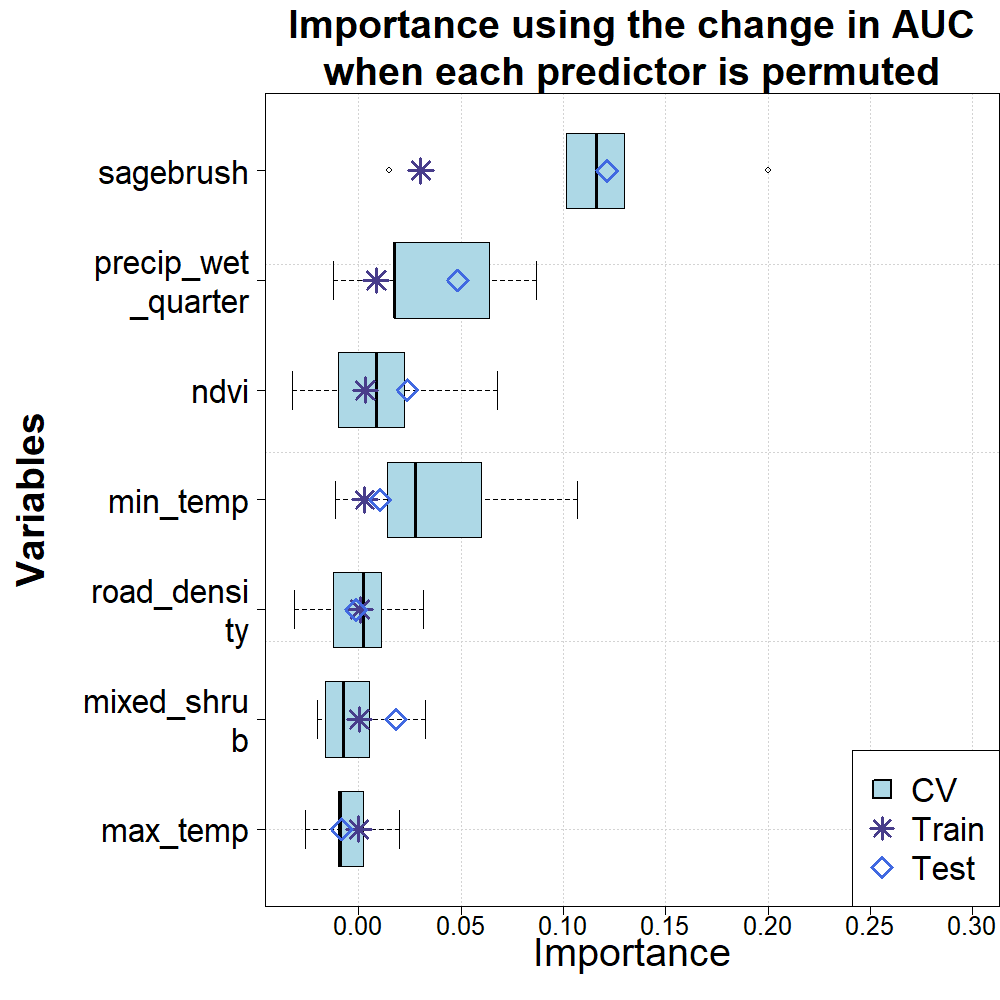 Importance using the change in AUC
when each predictor is permuted
Variables
sagebrush
precip_wet
_quarter
ndvi
min_temp
road_densi
ty
mixed_shru
b
max_temp
CV
Train
Test
0.00 0.05 0.10 0.15 0.20 0.25 0.30
Importance